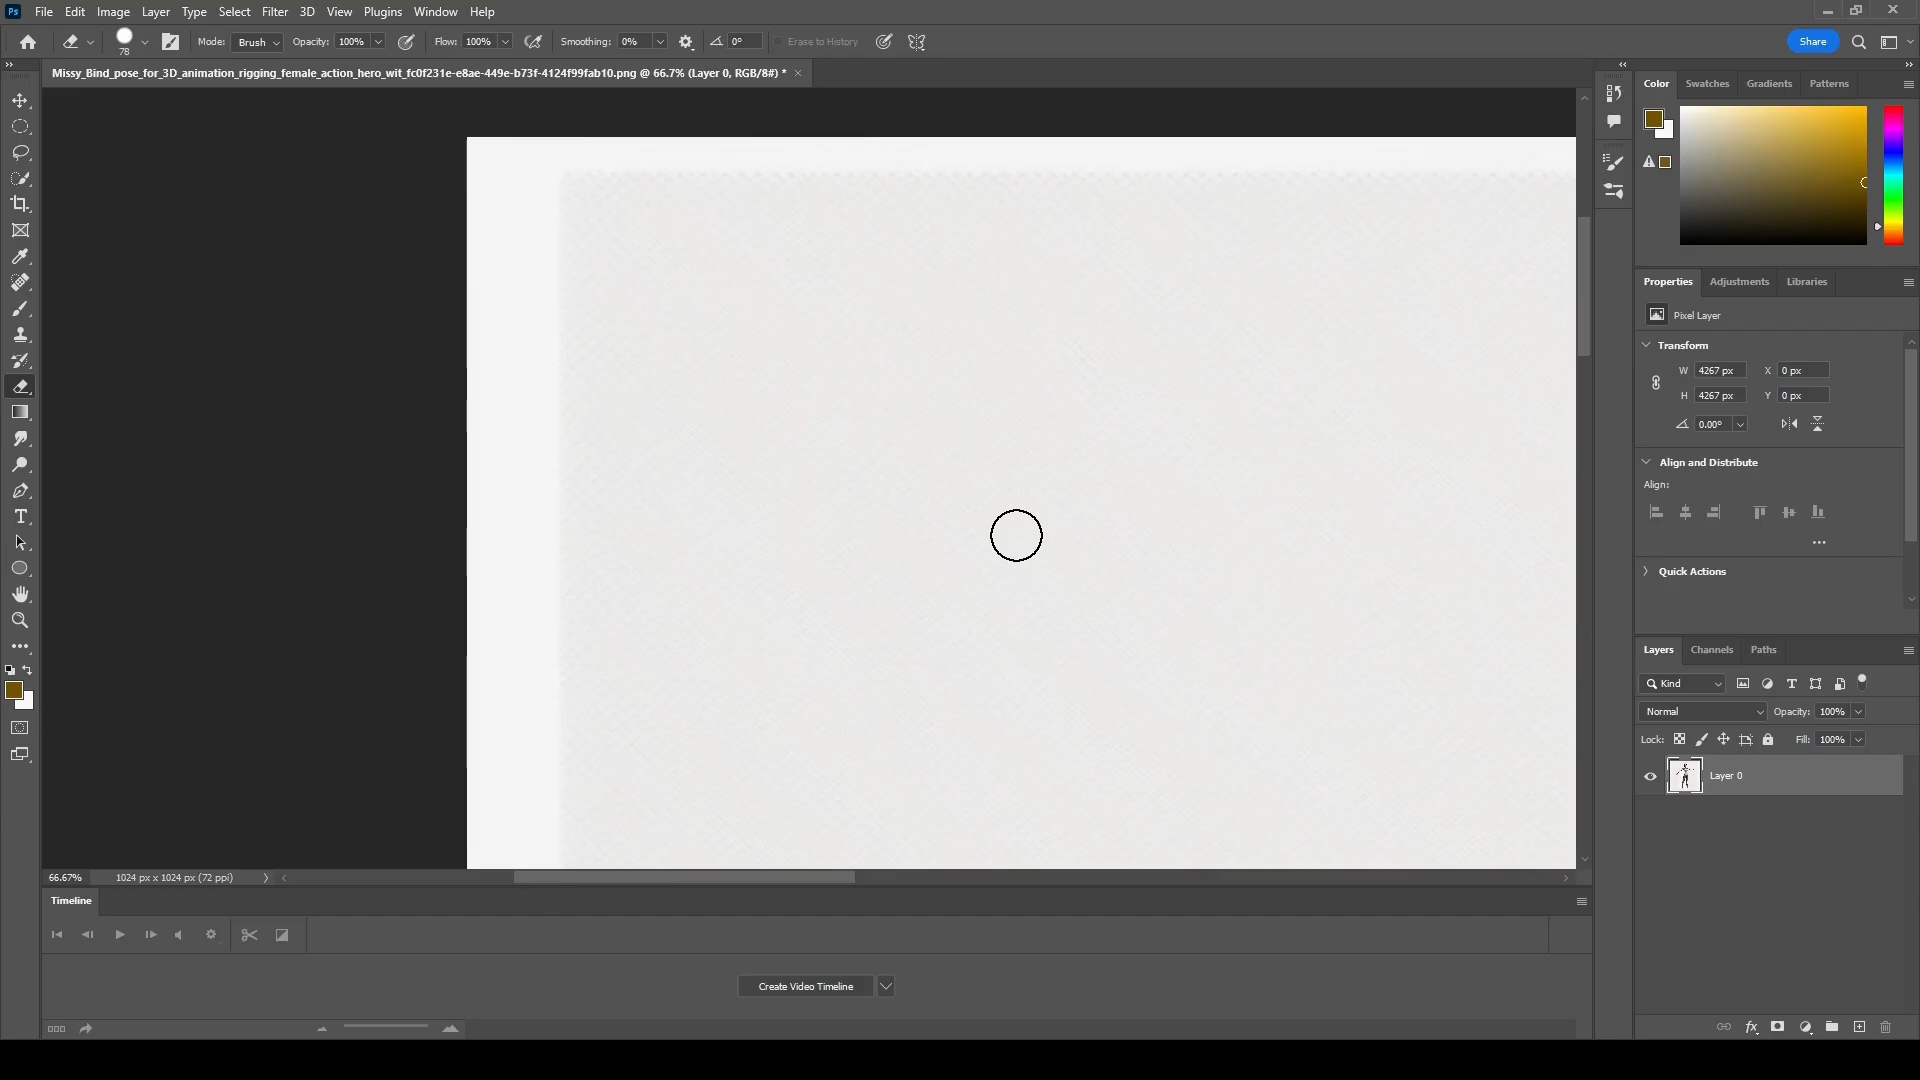 Ps File Edit Image Layer Type Select Filter 3D View Plugins Window Help
78 Mode: Brush Opacity: 100% Flow: 100% Smoothing: 0% 0° Erase to History Share
Missy_Bind_pose_for_3D_animation_rigging_female_action_hero_wit_fc0f231e-e8ae-449e-b73f-4124f99fab10.png @ 66.7% (Layer 0, RGB/8#) *
Color Swatches Gradients Patterns
Properties Adjustments Libraries
Pixel Layer
Transform
W 4267 px X 0 px
H 4267 px Y 0 px
0.00°
Align and Distribute
Align:
Quick Actions
Layers Channels Paths
Kind
Normal Opacity: 100%
Lock: Fill: 100%
Layer 0
66.67% 1024 px x 1024 px (72 ppi)
Timeline
Create Video Timeline